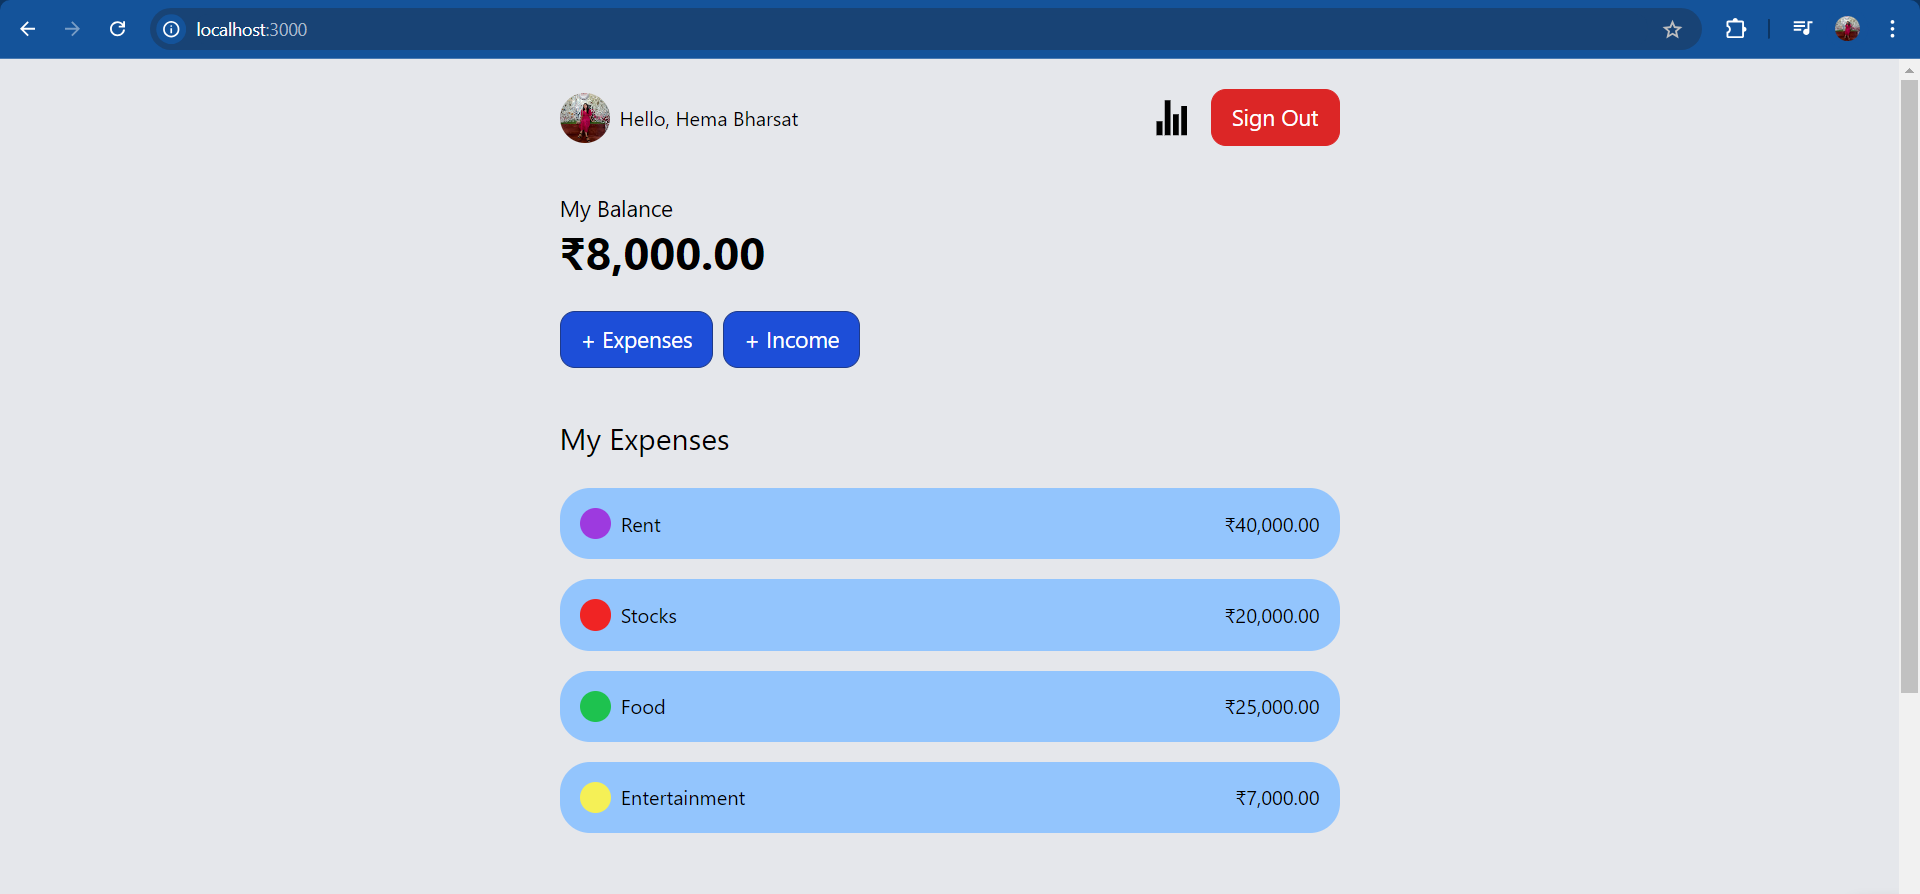 localhost:3000
Hello, Hema Bharsat
Sign Out
My Balance
₹8,000.00
+ Expenses + Income
My Expenses
Rent ₹40,000.00
Stocks ₹20,000.00
Food ₹25,000.00
Entertainment ₹7,000.00